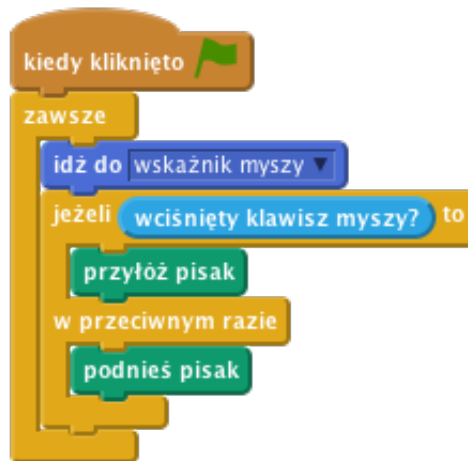 kiedy kliknięto
zawsze
idź do wskaźnik myszy
jeżeli wciśnięty klawisz myszy? to
przyłóż pisak
w przeciwnym razie
podnieś pisak